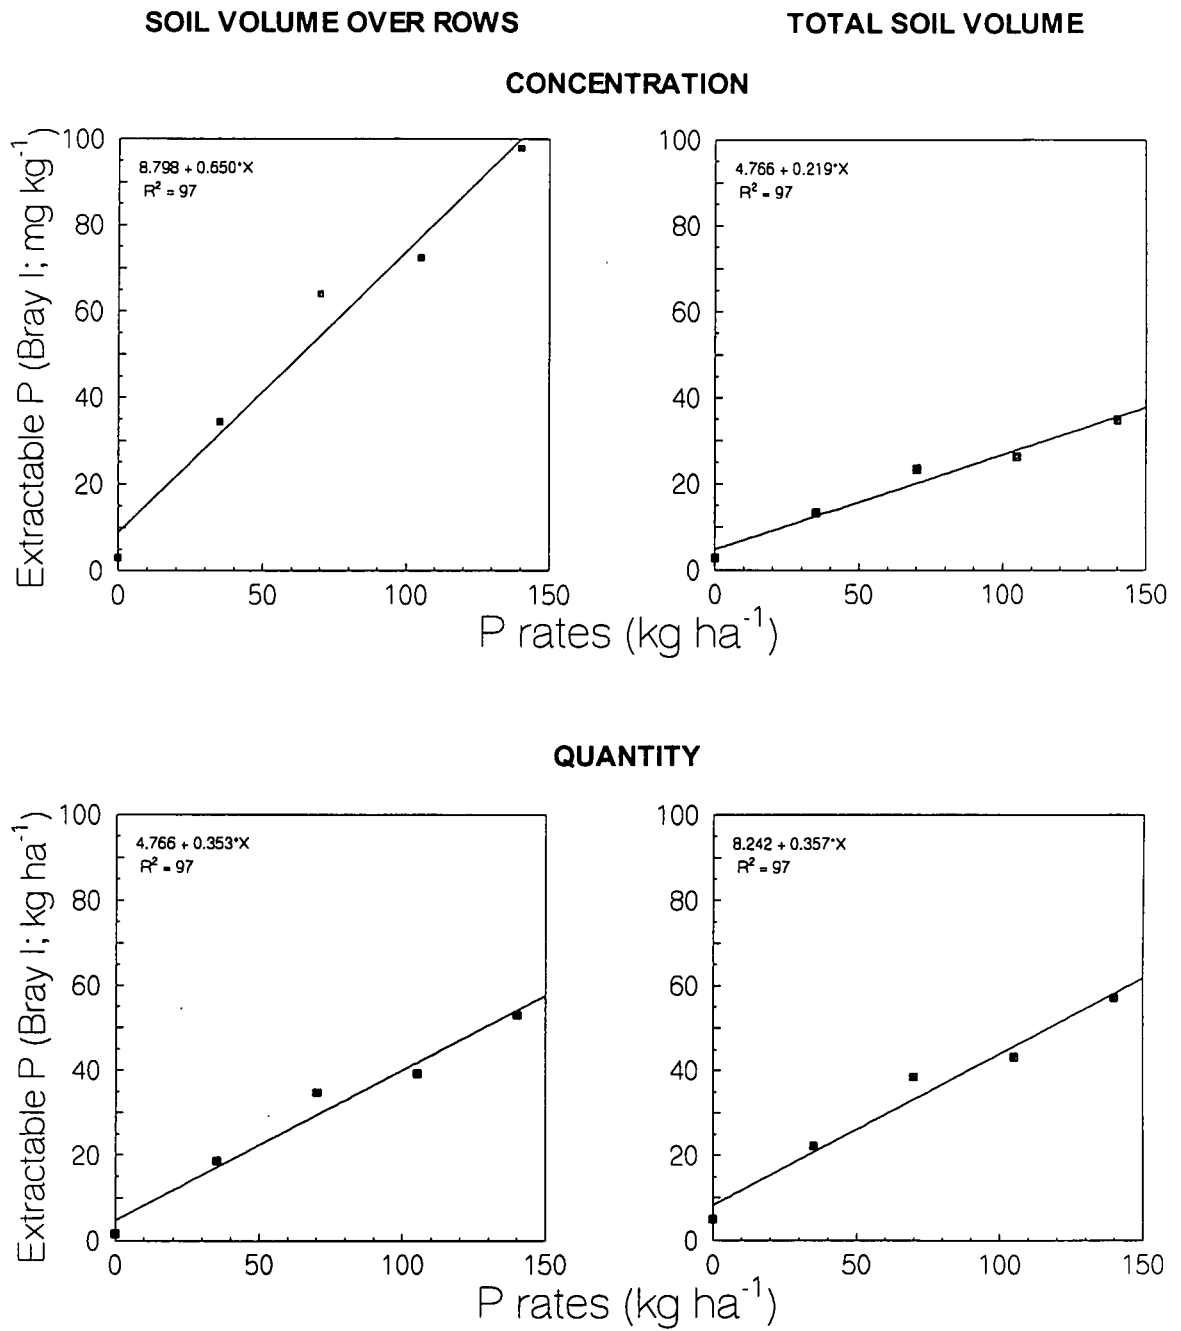 SOIL VOLUME OVER ROWS
TOTAL SOIL VOLUME
CONCENTRATION
Extractable P (Bray I; mg kg⁻¹)
100
80
60
40
20
0
8.798 + 0.650*X
R² = 97
0 50 100 150
100
80
60
40
20
0
4.766 + 0.219*X
R² = 97
0 50 100 150
P rates (kg ha⁻¹)
QUANTITY
Extractable P (Bray I; kg ha⁻¹)
100
80
60
40
20
0
4.766 + 0.353*X
R² = 97
0 50 100 150
100
80
60
40
20
0
8.242 + 0.357*X
R² = 97
0 50 100 150
P rates (kg ha⁻¹)